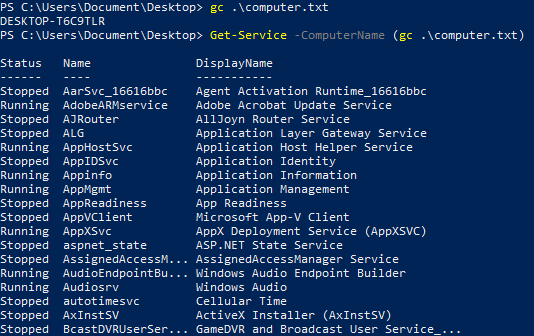 PS C:\Users\Document\Desktop> gc .\computer.txt
DESKTOP-T6C9TLR
PS C:\Users\Document\Desktop> Get-Service -ComputerName (gc .\computer.txt)
Status   Name               DisplayName
------   ----               -----------
Stopped  AarSvc_16616bbc    Agent Activation Runtime_16616bbc
Running  AdobeARMservice    Adobe Acrobat Update Service
Stopped  AJRouter           AllJoyn Router Service
Stopped  ALG                Application Layer Gateway Service
Running  AppHostSvc         Application Host Helper Service
Stopped  AppIDSvc           Application Identity
Running  Appinfo            Application Information
Running  AppMgmt            Application Management
Stopped  AppReadiness       App Readiness
Stopped  AppVClient         Microsoft App-V Client
Running  AppXSvc            AppX Deployment Service (AppXSVC)
Stopped  aspnet_state       ASP.NET State Service
Stopped  AssignedAccessM... AssignedAccessManager Service
Running  AudioEndpointBu... Windows Audio Endpoint Builder
Running  Audiosrv           Windows Audio
Stopped  autotimesvc        Cellular Time
Stopped  AxInstSV           ActiveX Installer (AxInstSV)
Stopped  BcastDVRUserSer... GameDVR and Broadcast User Service_...